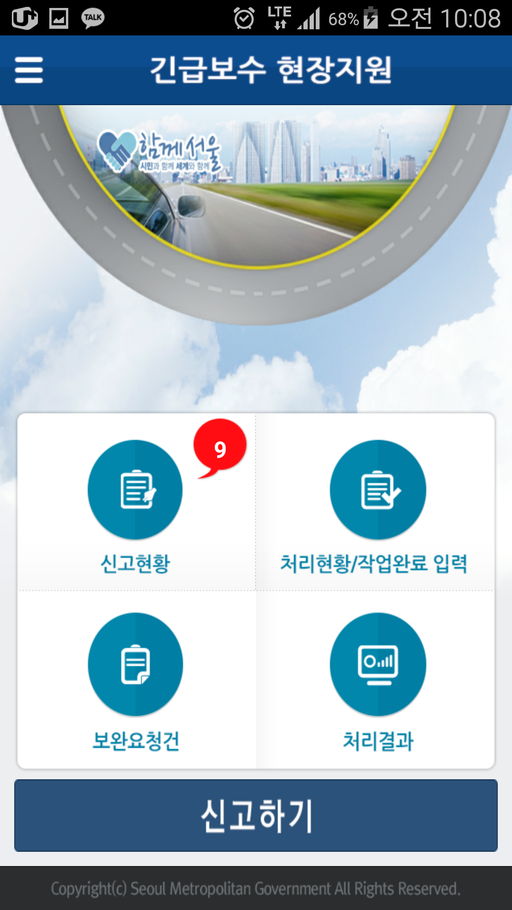 U+ TALK LTE 68% 오전 10:08
긴급보수 현장지원
함께서울
시민과 함께 세계와 함께
9
신고현황
처리현황/작업완료 입력
보완요청건
처리결과
신고하기
Copyright(c) Seoul Metropolitan Government All Rights Reserved.